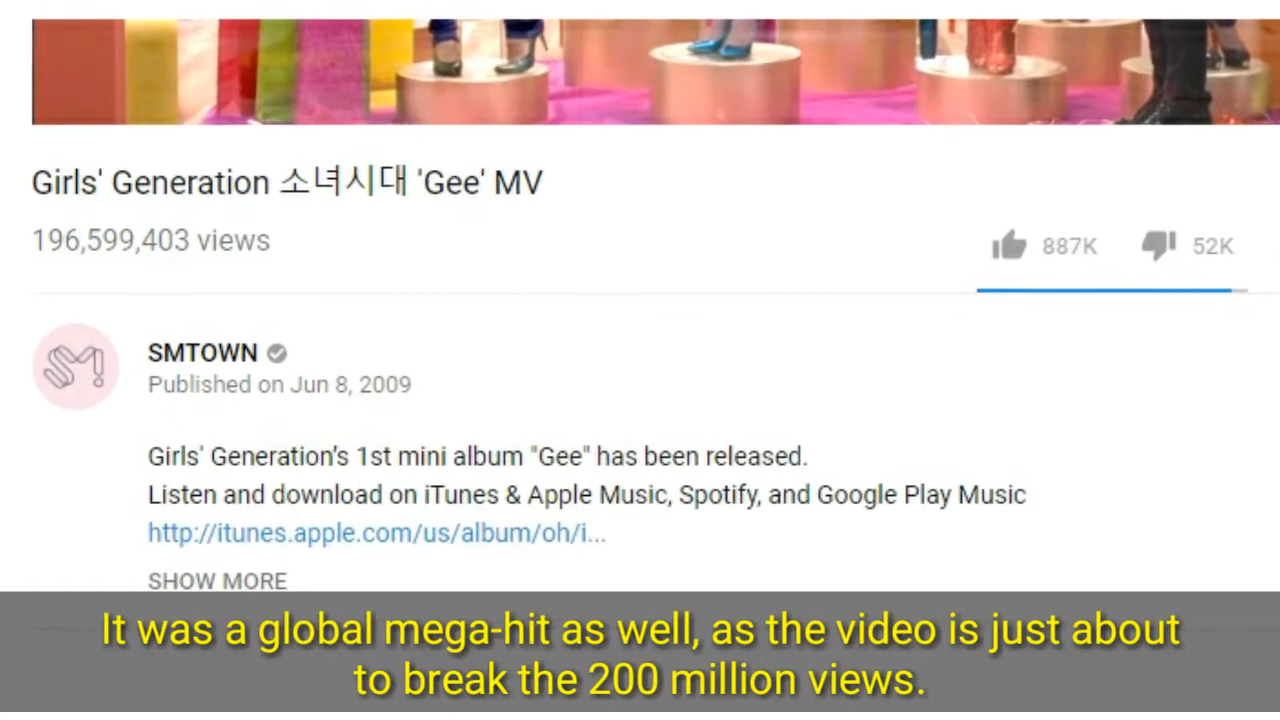 Girls' Generation 소녀시대 'Gee' MV
196,599,403 views
887K 52K
SM!
SMTOWN
Published on Jun 8, 2009
Girls' Generation's 1st mini album "Gee" has been released.
Listen and download on iTunes & Apple Music, Spotify, and Google Play Music
http://itunes.apple.com/us/album/oh/i...
SHOW MORE
It was a global mega-hit as well, as the video is just about
to break the 200 million views.